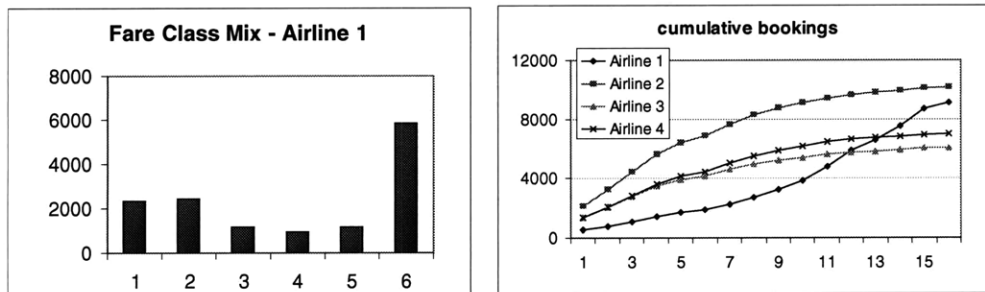 Fare Class Mix - Airline 1
8000
6000
4000
2000
0
1 2 3 4 5 6
cumulative bookings
12000
8000
4000
0
Airline 1
Airline 2
Airline 3
Airline 4
1 3 5 7 9 11 13 15